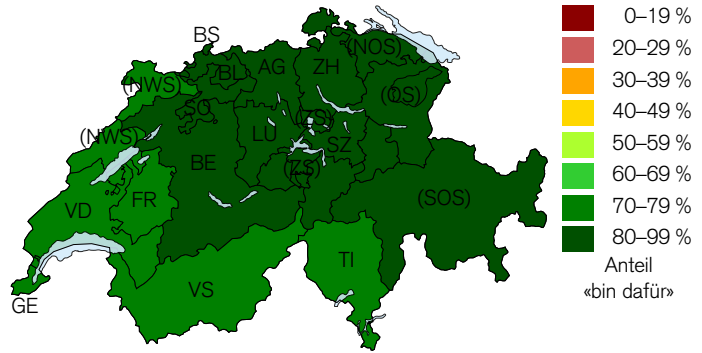 BS
(NWS)
BL
AG
ZH
(NOS)
(OS)
SO
(NWS)
LU
(ZS)
SZ
BE
(ZS)
FR
VD
(SOS)
TI
VS
GE
0–19 %
20–29 %
30–39 %
40–49 %
50–59 %
60–69 %
70–79 %
80–99 %
Anteil
«bin dafür»